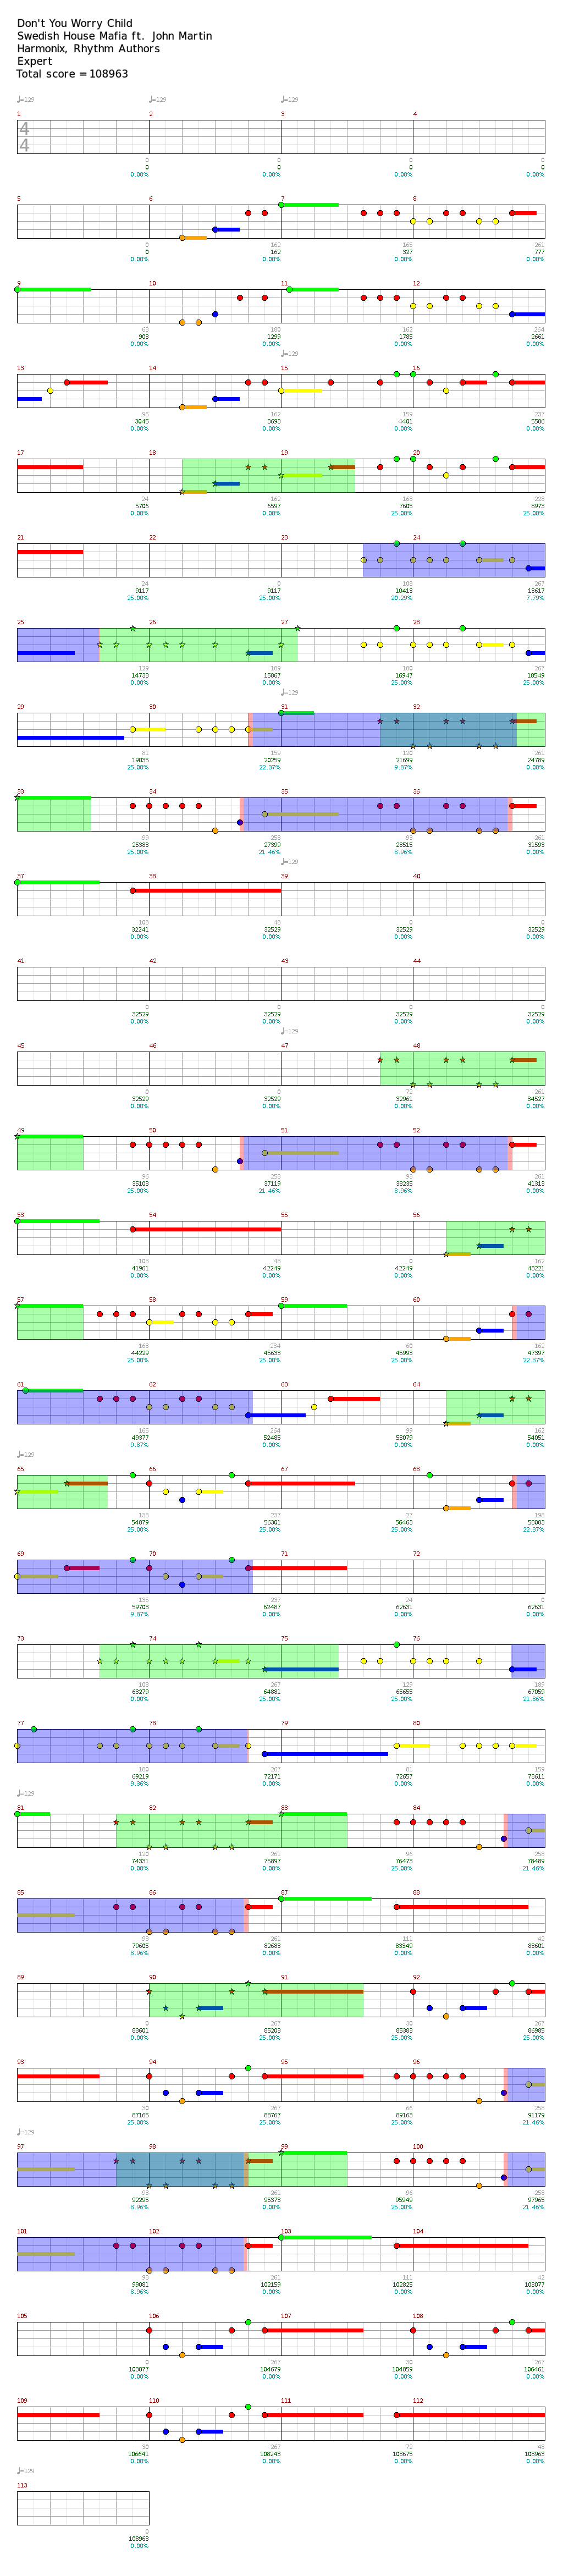 Don't You Worry Child
Swedish House Mafia ft. John Martin
Harmonix, Rhythm Authors
Expert
Total score = 108963
♩=129 ♩=129 ♩=129
1 2 3 4
4
4
0 0 0 0
0 0 0 0
0.00% 0.00% 0.00% 0.00%
5 6 7 8
0 162 165 261
0 162 327 777
0.00% 0.00% 0.00% 0.00%
9 10 11 12
63 180 162 264
903 1299 1785 2661
0.00% 0.00% 0.00% 0.00%
♩=129
13 14 15 16
96 162 159 237
3045 3693 4401 5586
0.00% 0.00% 0.00% 0.00%
17 18 19 20
24 162 168 228
5706 6597 7605 8973
0.00% 0.00% 25.00% 25.00%
21 22 23 24
24 0 108 267
9117 9117 10413 13617
25.00% 25.00% 20.29% 7.79%
25 26 27 28
129 189 180 267
14733 15867 16947 18549
0.00% 0.00% 25.00% 25.00%
♩=129
29 30 31 32
81 159 120 261
19035 20259 21699 24789
25.00% 22.37% 9.87% 0.00%
33 34 35 36
99 258 93 261
25383 27399 28515 31593
25.00% 21.46% 8.96% 0.00%
♩=129
37 38 39 40
108 48 0 0
32241 32529 32529 32529
0.00% 0.00% 0.00% 0.00%
41 42 43 44
0 0 0 0
32529 32529 32529 32529
0.00% 0.00% 0.00% 0.00%
♩=129
45 46 47 48
0 0 72 261
32529 32529 32961 34527
0.00% 0.00% 0.00% 0.00%
49 50 51 52
96 258 93 261
35103 37119 38235 41313
25.00% 21.46% 8.96% 0.00%
53 54 55 56
108 48 0 162
41961 42249 42249 43221
0.00% 0.00% 0.00% 0.00%
57 58 59 60
168 234 60 162
44229 45633 45993 47397
25.00% 25.00% 25.00% 22.37%
61 62 63 64
165 264 99 162
49377 52485 53079 54051
9.87% 0.00% 0.00% 0.00%
♩=129
65 66 67 68
138 237 27 198
54879 56301 56463 58083
25.00% 25.00% 25.00% 22.37%
69 70 71 72
135 237 24 0
59703 62487 62631 62631
9.87% 0.00% 0.00% 0.00%
73 74 75 76
108 267 129 189
63279 64881 65655 67059
0.00% 25.00% 25.00% 21.86%
77 78 79 80
180 267 81 159
69219 72171 72657 73611
9.36% 0.00% 0.00% 0.00%
♩=129
81 82 83 84
120 261 96 258
74331 75897 76473 78489
0.00% 0.00% 25.00% 21.46%
85 86 87 88
93 261 111 42
79605 82683 83349 83601
8.96% 0.00% 0.00% 0.00%
89 90 91 92
0 267 30 267
83601 85203 85383 86985
0.00% 0.00% 25.00% 25.00%
93 94 95 96
30 267 66 258
87165 88767 89163 91179
25.00% 25.00% 25.00% 21.46%
♩=129
97 98 99 100
93 261 96 258
92295 95373 95949 97965
8.96% 0.00% 25.00% 21.46%
101 102 103 104
93 261 111 42
99081 102159 102825 103077
8.96% 0.00% 0.00% 0.00%
105 106 107 108
0 267 30 267
103077 104679 104859 106461
0.00% 0.00% 0.00% 0.00%
109 110 111 112
30 267 72 48
106641 108243 108675 108963
0.00% 0.00% 0.00% 0.00%
♩=129
113
0
108963
0.00%